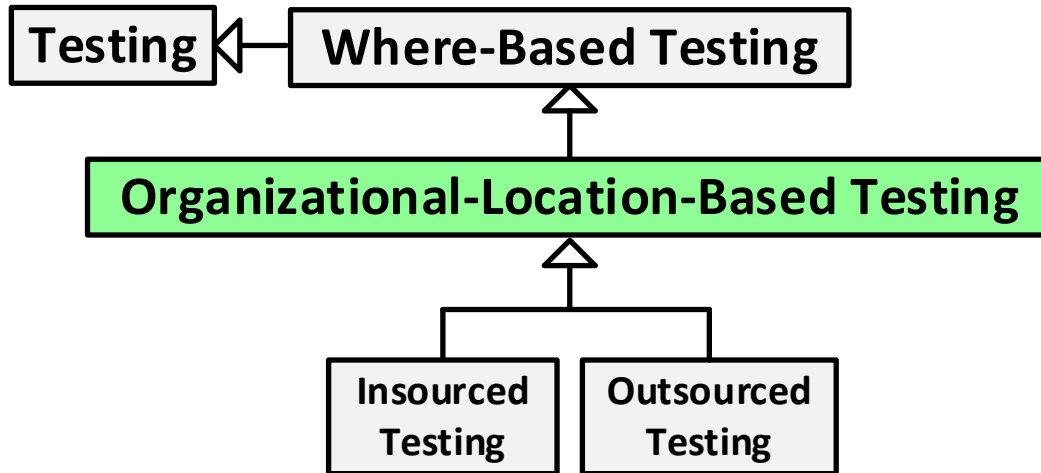 Testing
Where-Based Testing
Organizational-Location-Based Testing
Insourced
Testing
Outsourced
Testing